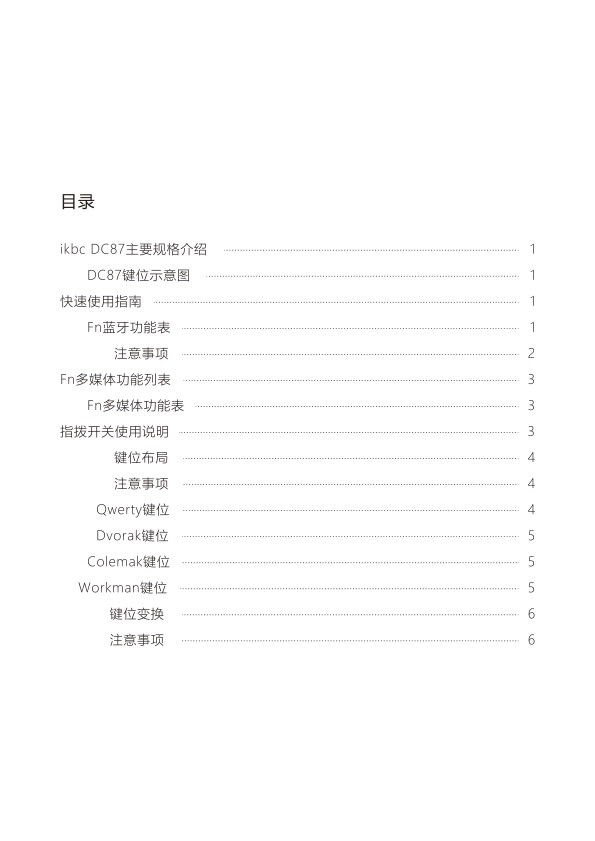 目录
ikbc DC87主要规格介绍 1
DC87键位示意图 1
快速使用指南 1
Fn蓝牙功能表 1
注意事项 2
Fn多媒体功能列表 3
Fn多媒体功能表 3
指拨开关使用说明 3
键位布局 4
注意事项 4
Qwerty键位 4
Dvorak键位 5
Colemak键位 5
Workman键位 5
键位变换 6
注意事项 6